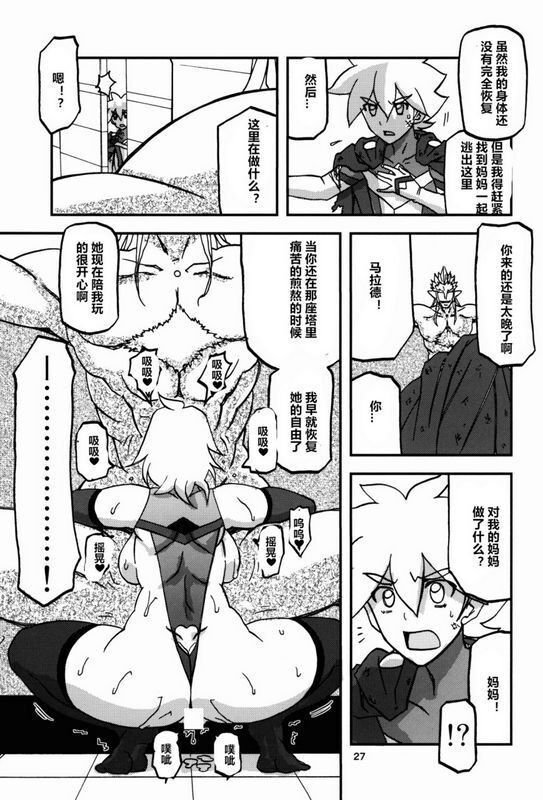 虽然我的身体还
没有完全恢复
但是我得赶紧
找到妈妈一起
逃出这里
然后…
这里在做什么？
嗯！？
你来的还是太晚了啊
马拉德！
你…
当你还在那座塔里
痛苦的煎熬的时候
我早就恢复
她的自由了
她现在陪我玩
的很开心啊
吸吸♥
吸吸♥
吸吸♥
吸吸♥
呜呜♥
摇晃♥
摇晃♥
噗呲
噗呲
！
对我的妈妈
做了什么？
妈妈！
！？
27